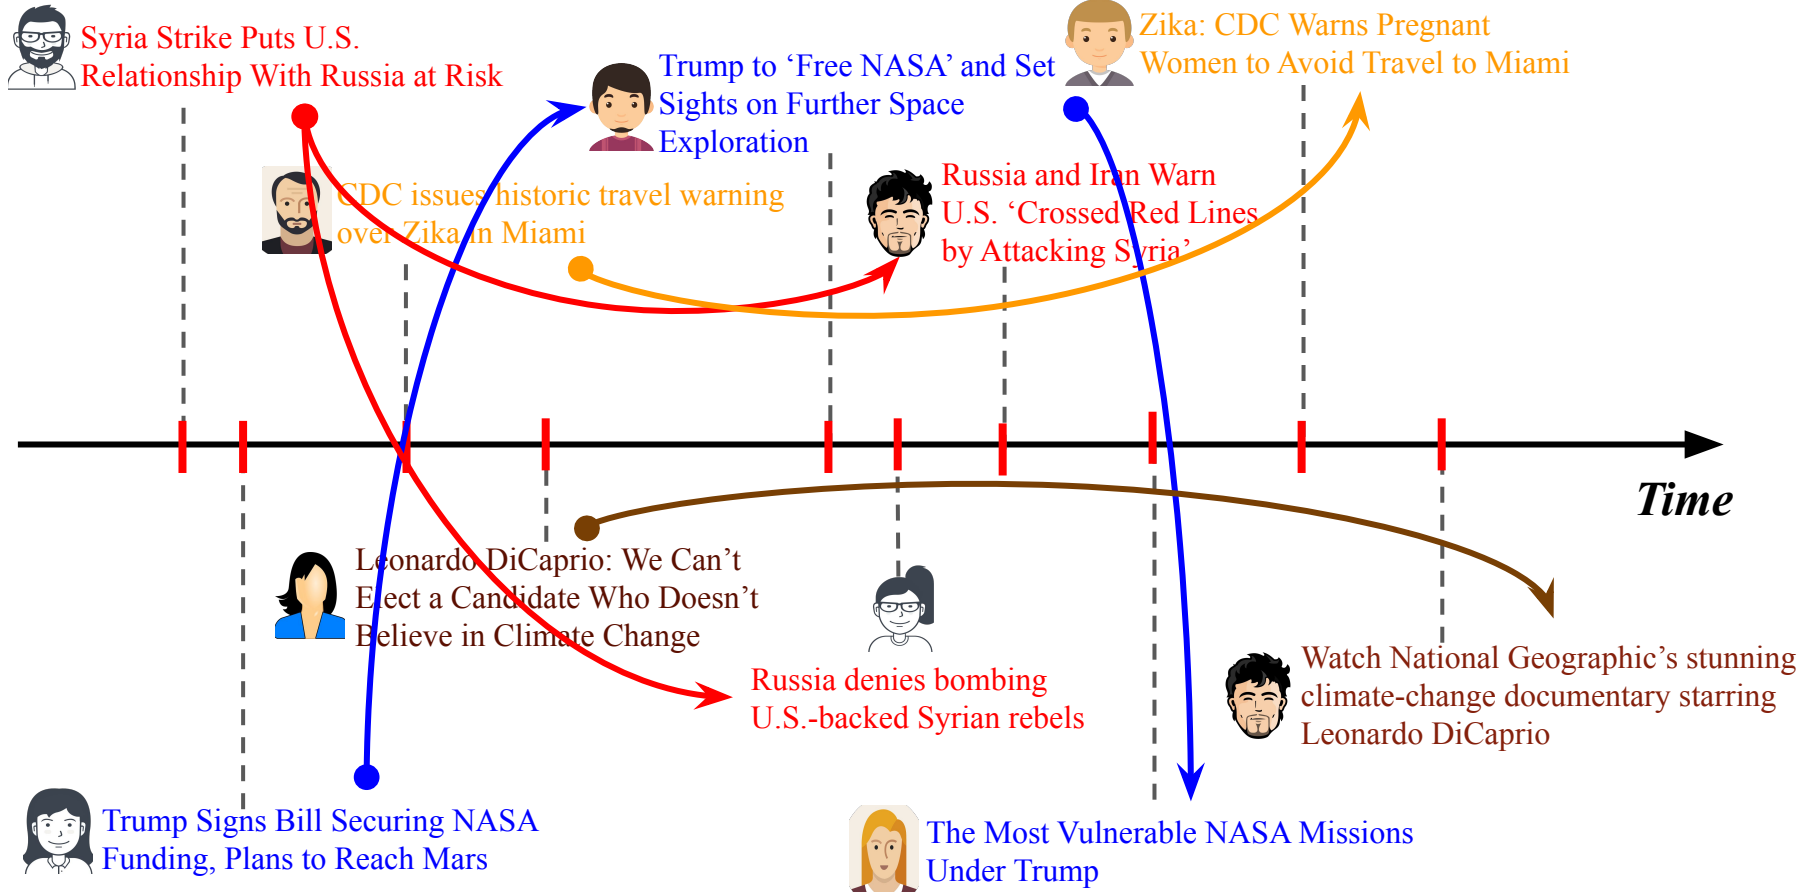 Syria Strike Puts U.S.
Relationship With Russia at Risk
Trump to ‘Free NASA’ and Set
Sights on Further Space
Exploration
Zika: CDC Warns Pregnant
Women to Avoid Travel to Miami
CDC issues historic travel warning
over Zika in Miami
Russia and Iran Warn
U.S. ‘Crossed Red Lines
by Attacking Syria’
Time
Leonardo DiCaprio: We Can’t
Elect a Candidate Who Doesn’t
Believe in Climate Change
Russia denies bombing
U.S.-backed Syrian rebels
Watch National Geographic’s stunning
climate-change documentary starring
Leonardo DiCaprio
Trump Signs Bill Securing NASA
Funding, Plans to Reach Mars
The Most Vulnerable NASA Missions
Under Trump